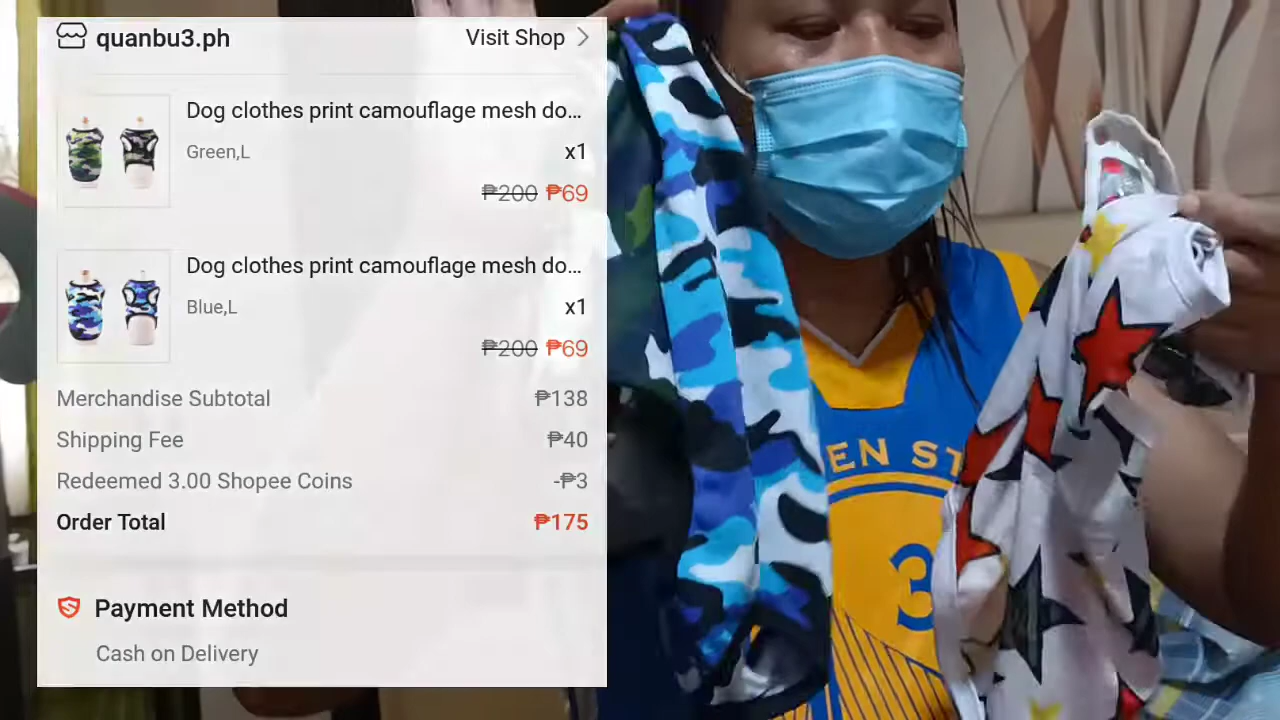 quanbu3.ph
Visit Shop
Dog clothes print camouflage mesh do...
Green,L
x1
₱200 ₱69
Dog clothes print camouflage mesh do...
Blue,L
x1
₱200 ₱69
Merchandise Subtotal ₱138
Shipping Fee ₱40
Redeemed 3.00 Shopee Coins -₱3
Order Total ₱175
Payment Method
Cash on Delivery
EN ST
3